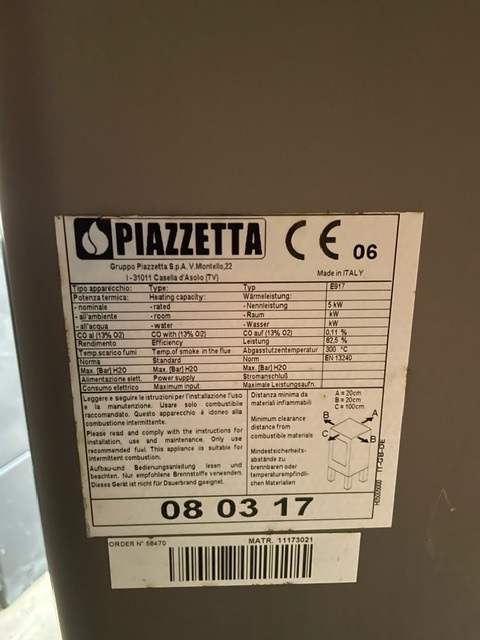 PIAZZETTA CE 06
Gruppo Piazzetta S.p.A. V.Montello,22
I - 31011 Casella d'Asolo (TV)
Made in ITALY
Tipo apparecchio: Type: Typ E917
Potenza termica: Heating capacity: Wärmeleistung:
- nominale - rated - Nennleistung 5 kW
- all'ambiente - room - Raum kW
- all'acqua - water - Wasser kW
CO al (13% O2) CO with (13% O2) CO auf (13% O2) 0,11 %
Rendimento Efficiency Leistung 82,5 %
Temp.scarico fumi Temp.of smoke in the flue Abgasstutzentemperatur 300 °C
Norma Standard Norm EN 13240
Max. [Bar] H2O Max. [Bar] H2O Max. [Bar] H2O
Alimentazione elett. Power supply Stromanschluß
Consumo elettrico Maximum input Maximale Leistungsaufn.
Leggere e seguire le istruzioni per l'installazione l'uso
e la manutenzione. Usare solo combustibile
raccomandato. Questo apparecchio è idoneo alla
combustione intermittente.
Please read and comply with the instructions for
installation, use and maintenance. Only use
recommended fuel. This appliance is suitable for
intermittent combustion.
Aufbau-und Bedienungsanleitung lesen und
beachten. Nur empfohlene Brennstoffe verwenden.
Dieses Gerät ist nicht für Dauerbrand geeignet.
Distanza minima da
materiali infiammabili
Minimum clearance
distance from
combustible materials
Mindestsicherheits-
abstände zu
brennbaren oder
temperaturempfindli-
chen Materialien
A = 20cm
B = 20cm
C = 100cm
A
B
C
B
IT-GB-DE
08 03 17
ORDER N° 58470 MATR. 11173021